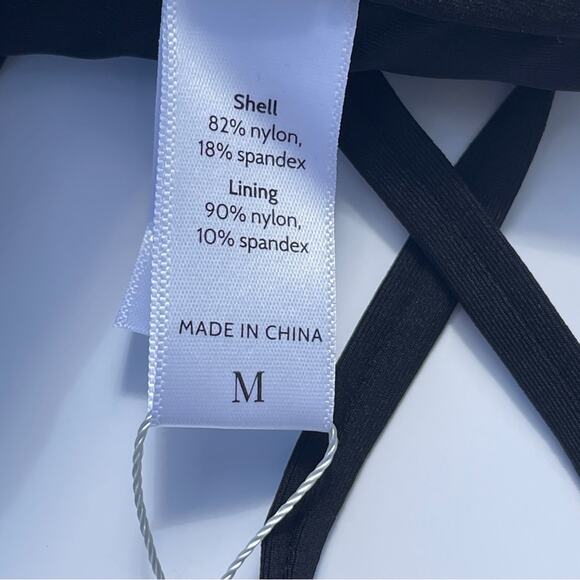 Shell
82% nylon,
18% spandex
Lining
90% nylon,
10% spandex
MADE IN CHINA
M